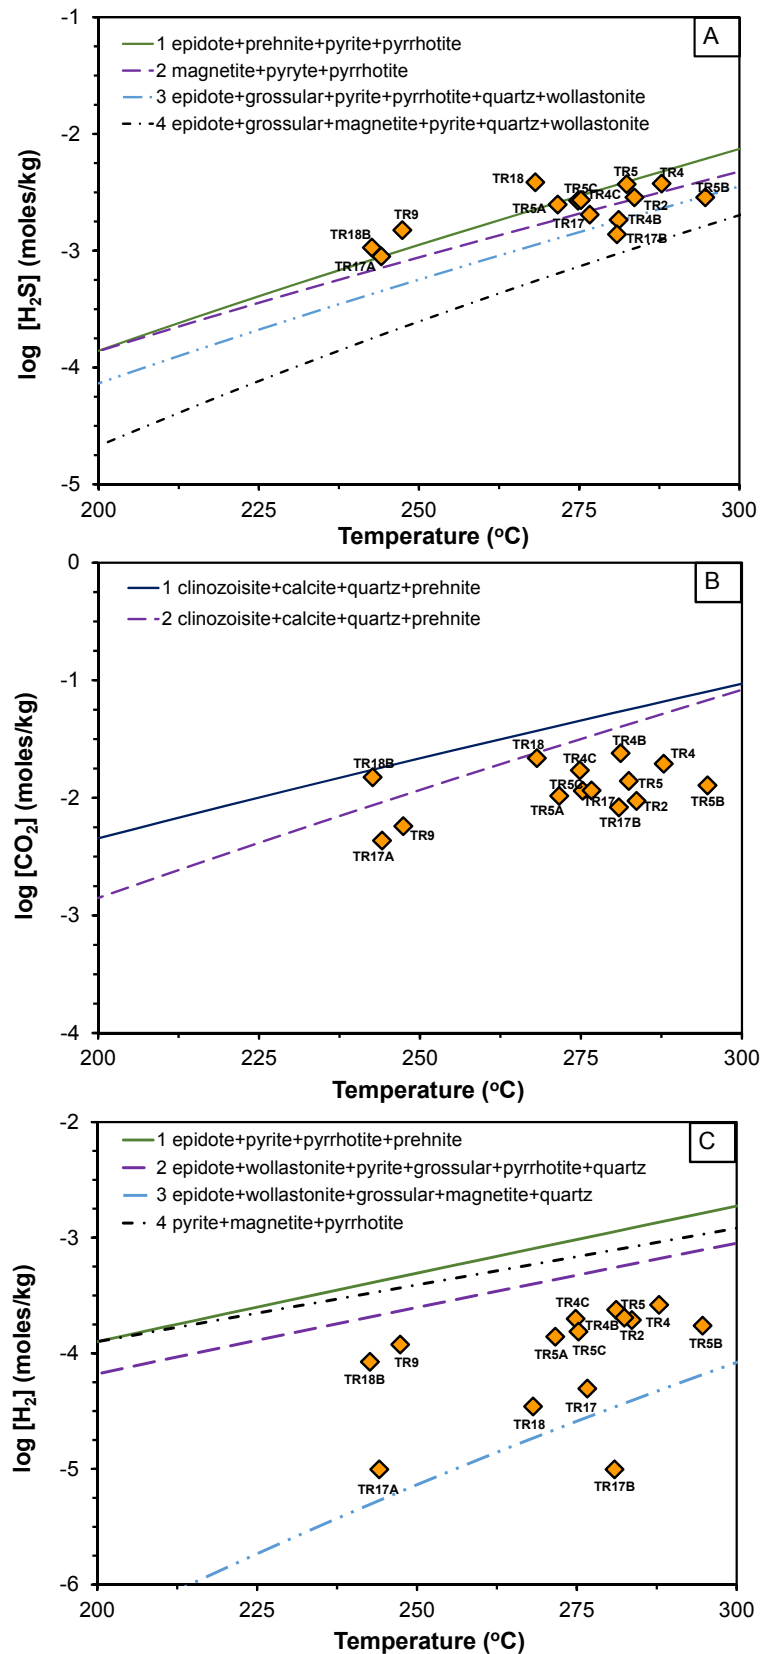 -1
A
1 epidote+prehnite+pyrite+pyrrhotite
2 magnetite+pyryte+pyrrhotite
3 epidote+grossular+pyrite+pyrrhotite+quartz+wollastonite
4 epidote+grossular+magnetite+pyrite+quartz+wollastonite
-2
TR18
TR5C
TR5
TR4
TR5A
TR4C
TR2
TR5B
TR9
TR17
TR4B
TR18B
TR17B
-3
TR17A
-4
-5
log [H₂S] (moles/kg)
200
225
250
275
300
Temperature (ºC)
0
B
1 clinozoisite+calcite+quartz+prehnite
2 clinozoisite+calcite+quartz+prehnite
-1
TR18
TR4B
TR4
TR18B
TR4C
TR5C
TR5
TR5B
-2
TR5A
TR17
TR2
TR17B
TR9
TR17A
-3
-4
log [CO₂] (moles/kg)
200
225
250
275
300
Temperature (ºC)
-2
C
1 epidote+pyrite+pyrrhotite+prehnite
2 epidote+wollastonite+pyrite+grossular+pyrrhotite+quartz
3 epidote+wollastonite+grossular+magnetite+quartz
4 pyrite+magnetite+pyrrhotite
-3
TR4C
TR5
TR4B
TR2
TR4
TR5B
TR5A
TR5C
-4
TR9
TR18B
TR18
TR17
-5
TR17A
TR17B
-6
log [H₂] (moles/kg)
200
225
250
275
300
Temperature (ºC)